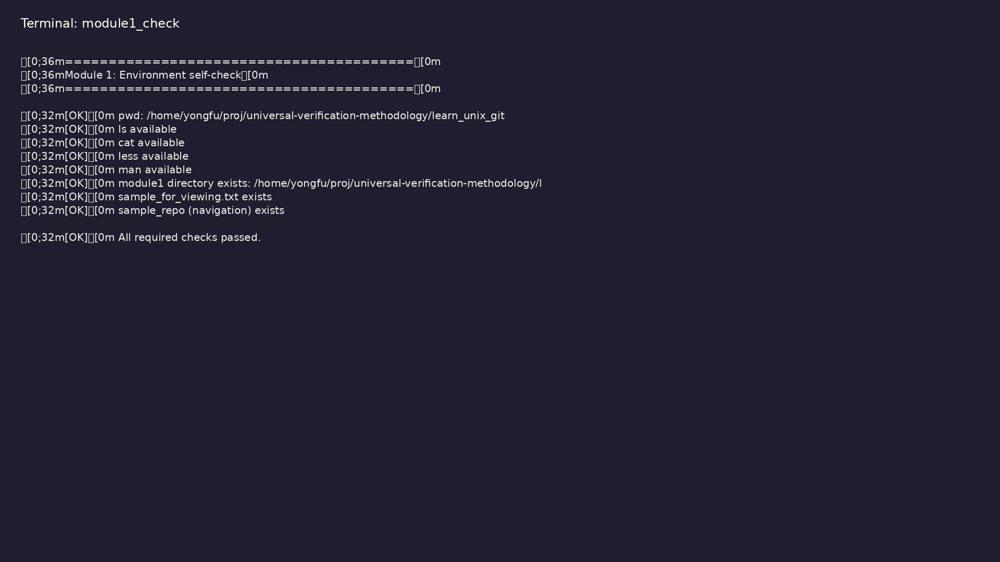 Terminal: module1_check
▯[0;36m========================================▯[0m
▯[0;36mModule 1: Environment self-check▯[0m
▯[0;36m========================================▯[0m
▯[0;32m[OK]▯[0m pwd: /home/yongfu/proj/universal-verification-methodology/learn_unix_git
▯[0;32m[OK]▯[0m ls available
▯[0;32m[OK]▯[0m cat available
▯[0;32m[OK]▯[0m less available
▯[0;32m[OK]▯[0m man available
▯[0;32m[OK]▯[0m module1 directory exists: /home/yongfu/proj/universal-verification-methodology/l
▯[0;32m[OK]▯[0m sample_for_viewing.txt exists
▯[0;32m[OK]▯[0m sample_repo (navigation) exists
▯[0;32m[OK]▯[0m All required checks passed.